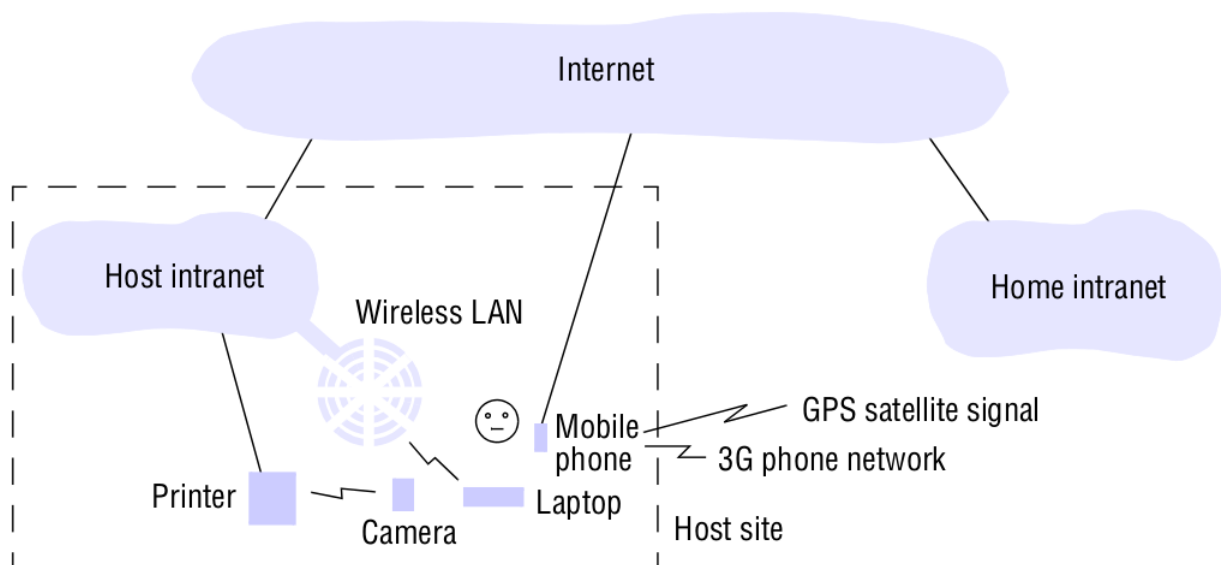 Internet
Host intranet
Home intranet
Wireless LAN
Mobile
phone
GPS satellite signal
3G phone network
Printer
Camera
Laptop
Host site